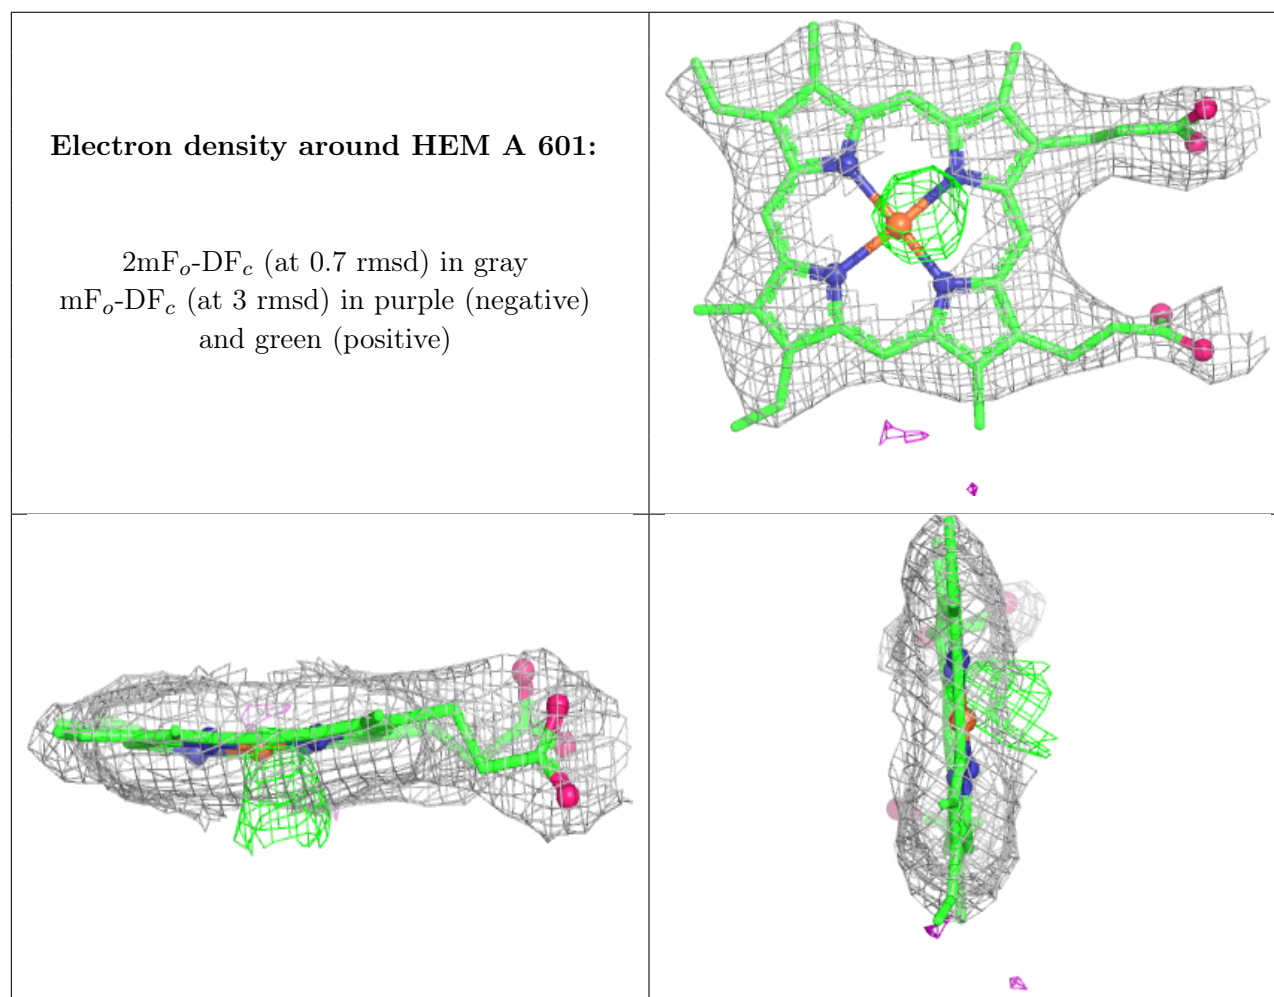 Electron density around HEM A 601:
2mFo-DFc (at 0.7 rmsd) in gray
mFo-DFc (at 3 rmsd) in purple (negative)
and green (positive)